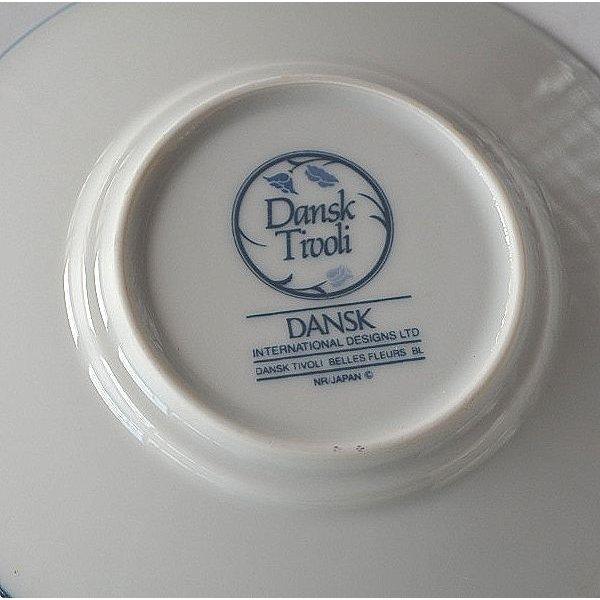 Dansk
Tivoli
DANSK
INTERNATIONAL DESIGNS LTD
DANSK TIVOLI BELLES FLEURS BL
NR/JAPAN ©